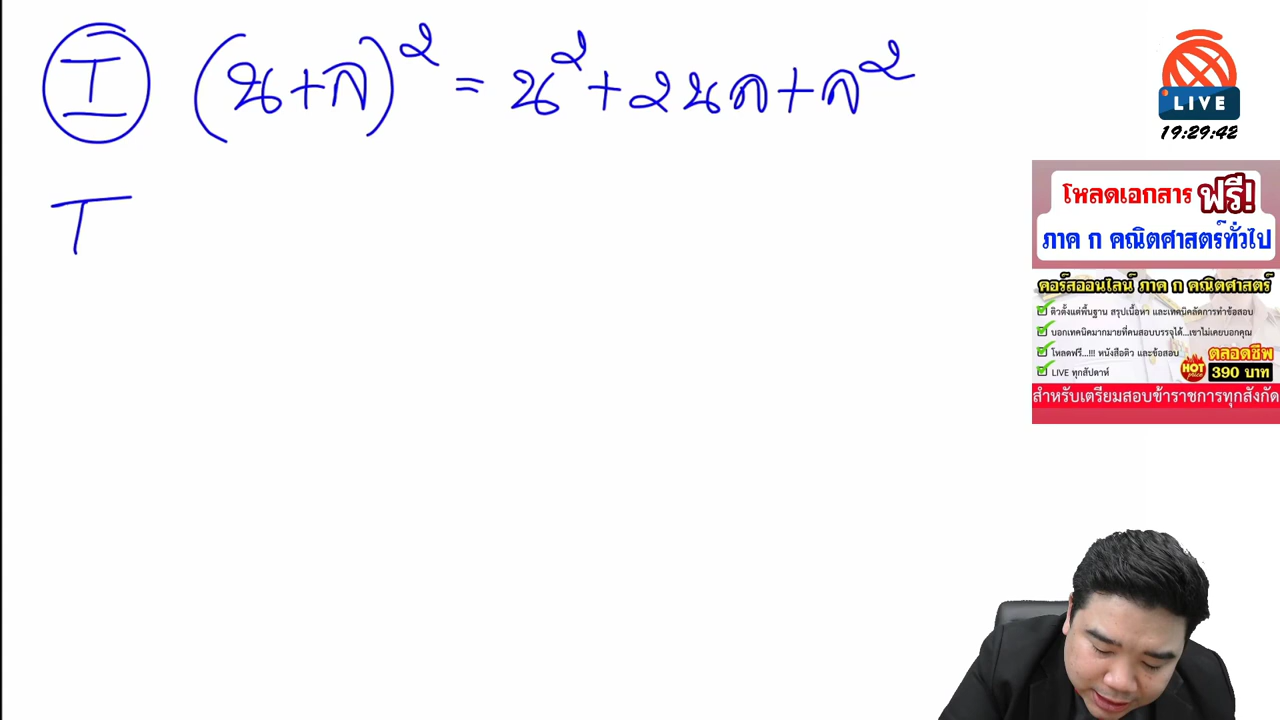 I (น+ล)² = น²+2นล+ล²
I
LIVE
19:29:42
โหลดเอกสาร ฟรี!
ภาค ก คณิตศาสตร์ทั่วไป
คอร์สออนไลน์ ภาค ก คณิตศาสตร์
ติวตั้งแต่พื้นฐาน สรุปเนื้อหา และเทคนิคลัดการทำข้อสอบ
บอกเทคนิคมากมายที่คนสอบบรรจุได้...เขาไม่เคยบอกคุณ
โหลดฟรี...!!! หนังสือติว และข้อสอบ
LIVE ทุกสัปดาห์
HOT price
ตลอดชีพ
390 บาท
สำหรับเตรียมสอบข้าราชการทุกสังกัด